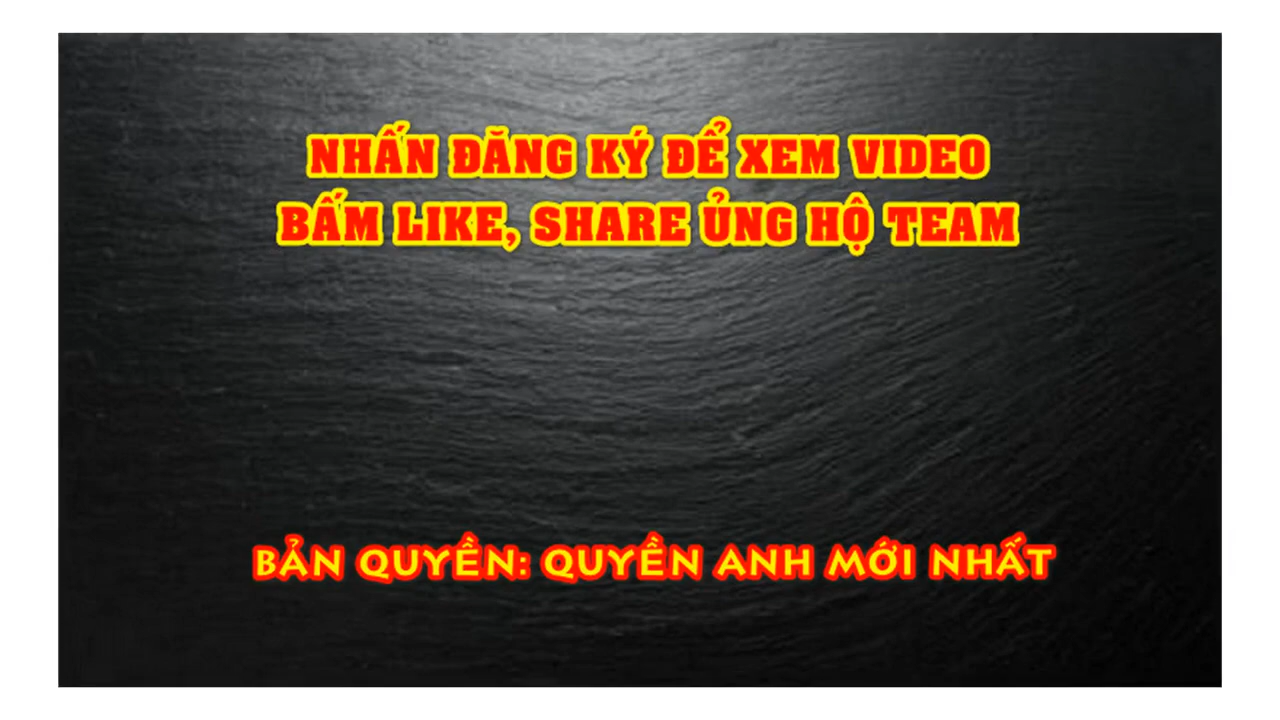 NHẤN ĐĂNG KÝ ĐỂ XEM VIDEO
BẤM LIKE, SHARE ỦNG HỘ TEAM
BẢN QUYỀN: QUYỀN ANH MỚI NHẤT